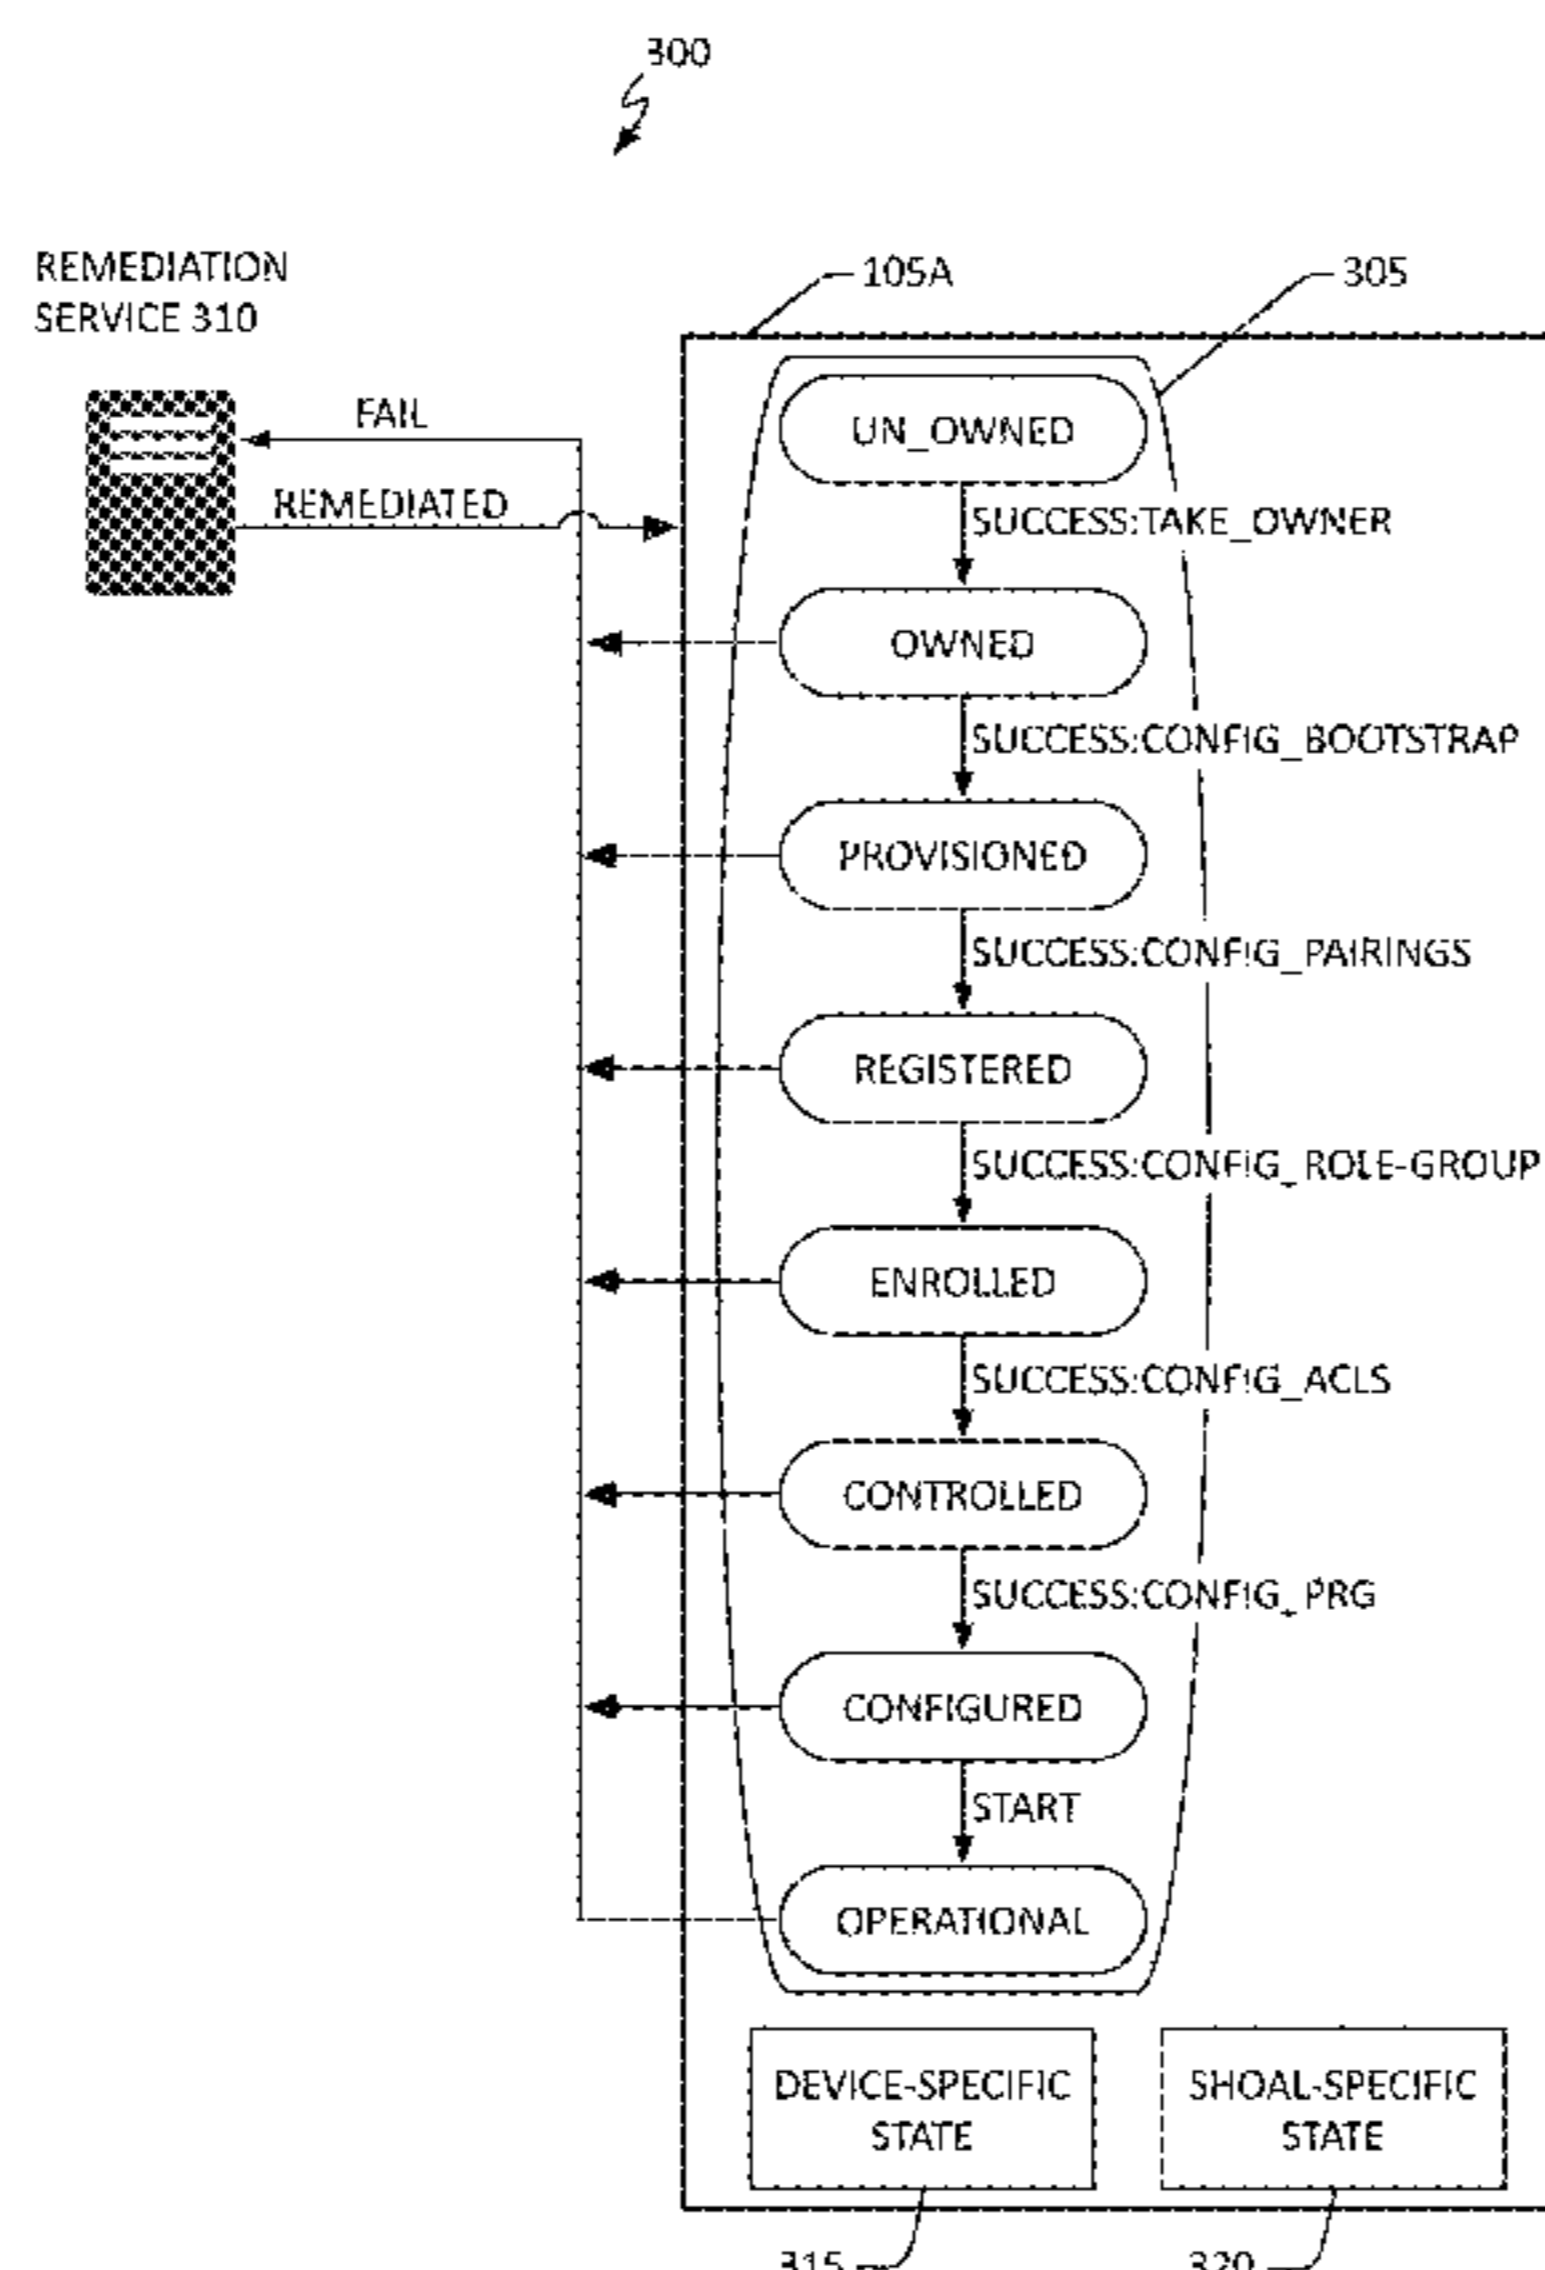 300
REMEDIATION
SERVICE 310
105A
305
FAIL
REMEDIATED
UN_OWNED
SUCCESS:TAKE_OWNER
OWNED
SUCCESS:CONFIG_BOOTSTRAP
PROVISIONED
SUCCESS:CONFIG_PAIRINGS
REGISTERED
SUCCESS:CONFIG_ROLE-GROUP
ENROLLED
SUCCESS:CONFIG_ACLS
CONTROLLED
SUCCESS:CONFIG_PRG
CONFIGURED
START
OPERATIONAL
DEVICE-SPECIFIC
STATE
SHOAL-SPECIFIC
STATE
315
320